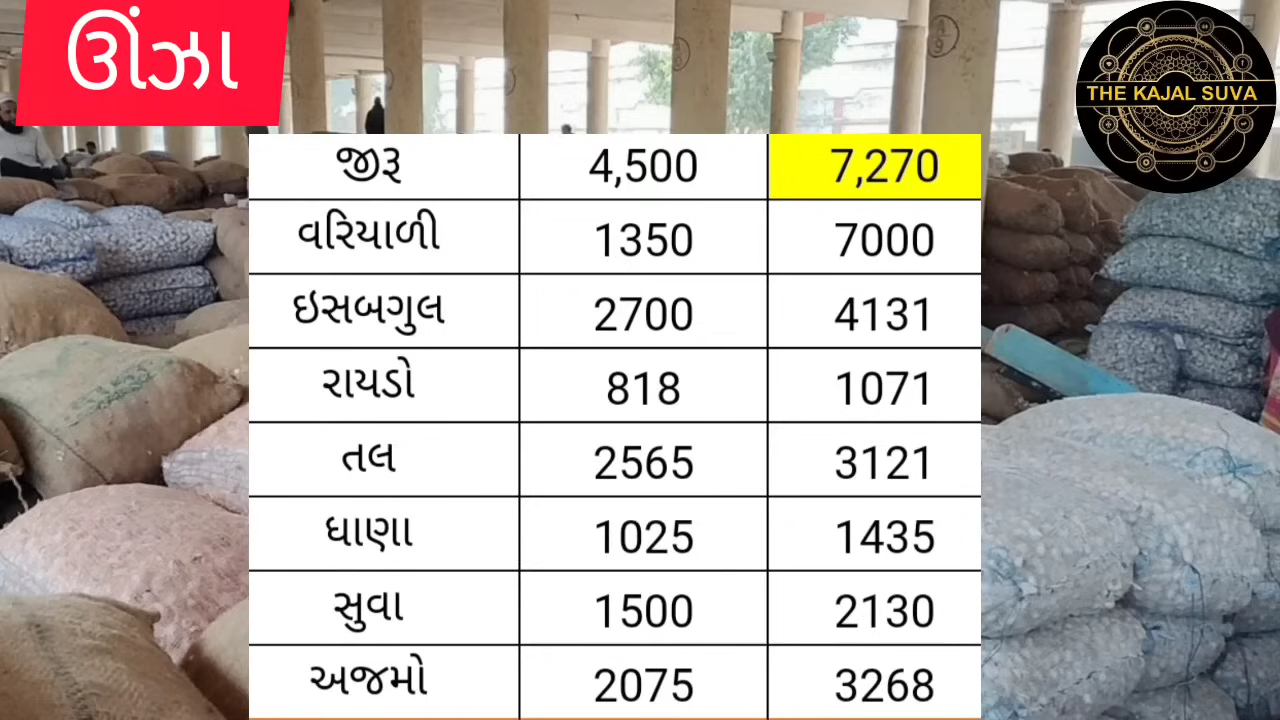 ઊંઝા
THE KAJAL SUVA
જીરૂ 4,500 7,270
વરિયાળી 1350 7000
ઇસબગુલ 2700 4131
રાયડો 818 1071
તલ 2565 3121
ધાણા 1025 1435
સુવા 1500 2130
અજમો 2075 3268